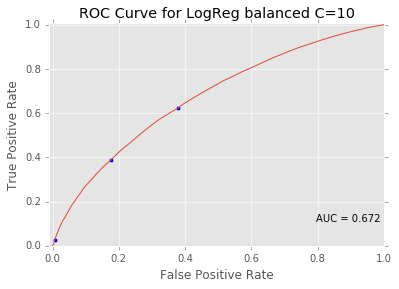 ROC Curve for LogReg balanced C=10
True Positive Rate
1.0
0.8
0.6
0.4
0.2
0.0
AUC = 0.672
0.0 0.2 0.4 0.6 0.8 1.0
False Positive Rate